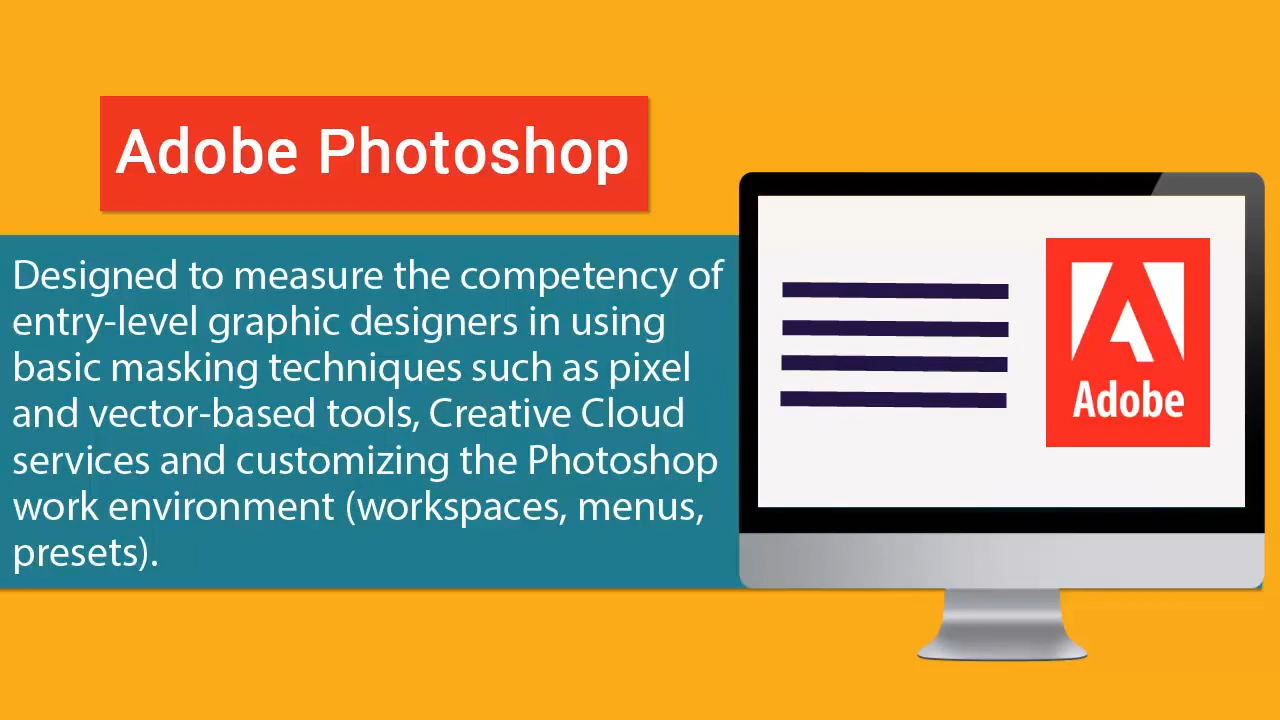 Adobe Photoshop
Designed to measure the competency of
entry-level graphic designers in using
basic masking techniques such as pixel
and vector-based tools, Creative Cloud
services and customizing the Photoshop
work environment (workspaces, menus,
presets).
Adobe